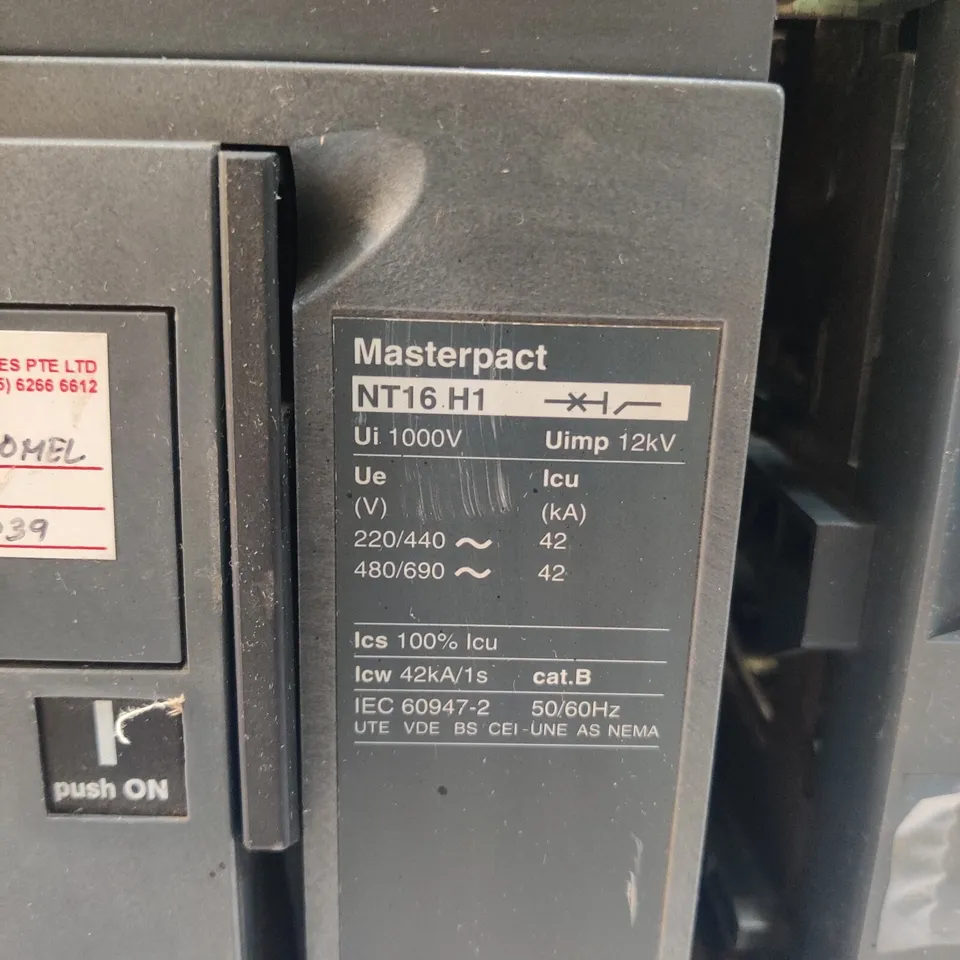 ES PTE LTD
5) 6266 6612
OMEL
039
push ON
Masterpact
NT16 H1
Ui 1000V Uimp 12kV
Ue Icu
(V) (kA)
220/440 ~ 42
480/690 ~ 42
Ics 100% Icu
Icw 42kA/1s cat.B
IEC 60947-2 50/60Hz
UTE VDE BS CEI-UNE AS NEMA